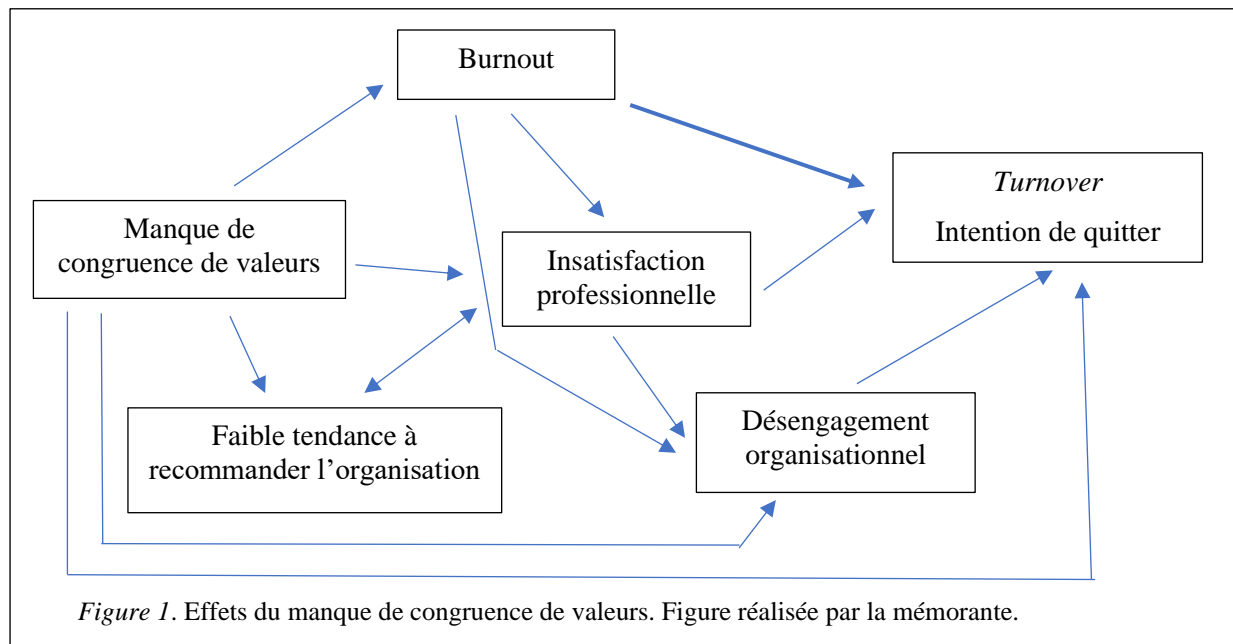 Burnout
Turnover
Intention de quitter
Manque de
congruence de valeurs
Insatisfaction
professionnelle
Faible tendance à
recommander l’organisation
Désengagement
organisationnel
Figure 1. Effets du manque de congruence de valeurs. Figure réalisée par la mémorante.